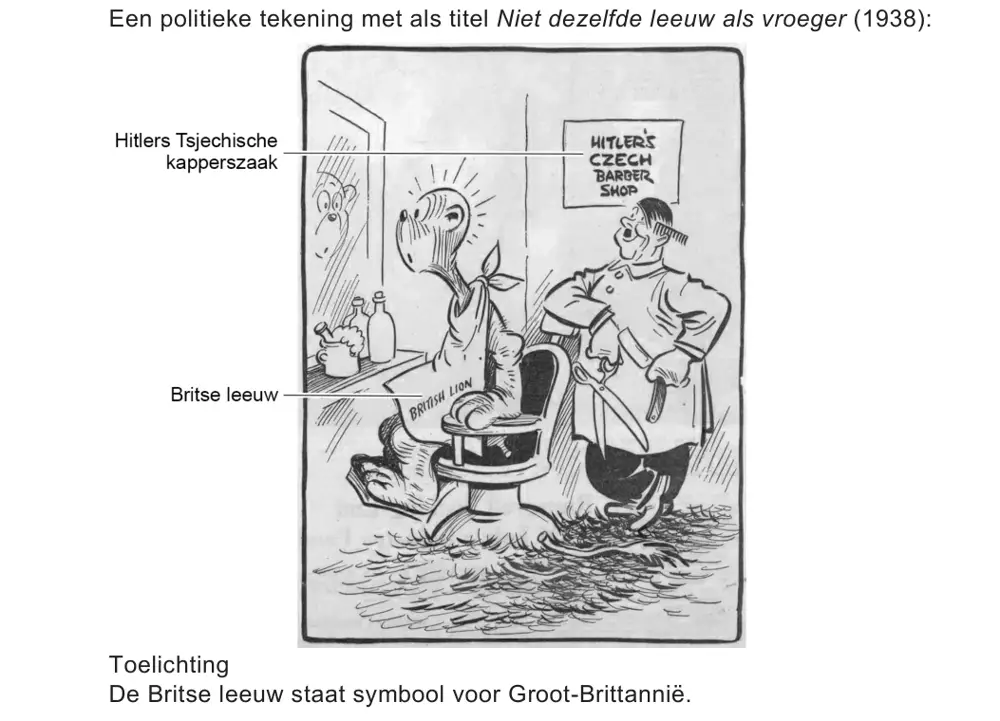 Een politieke tekening met als titel Niet dezelfde leeuw als vroeger (1938):
Hitlers Tsjechische
kapperszaak
HITLER'S
CZECH
BARBER
SHOP
Britse leeuw
BRITISH LION
Toelichting
De Britse leeuw staat symbool voor Groot-Brittannië.